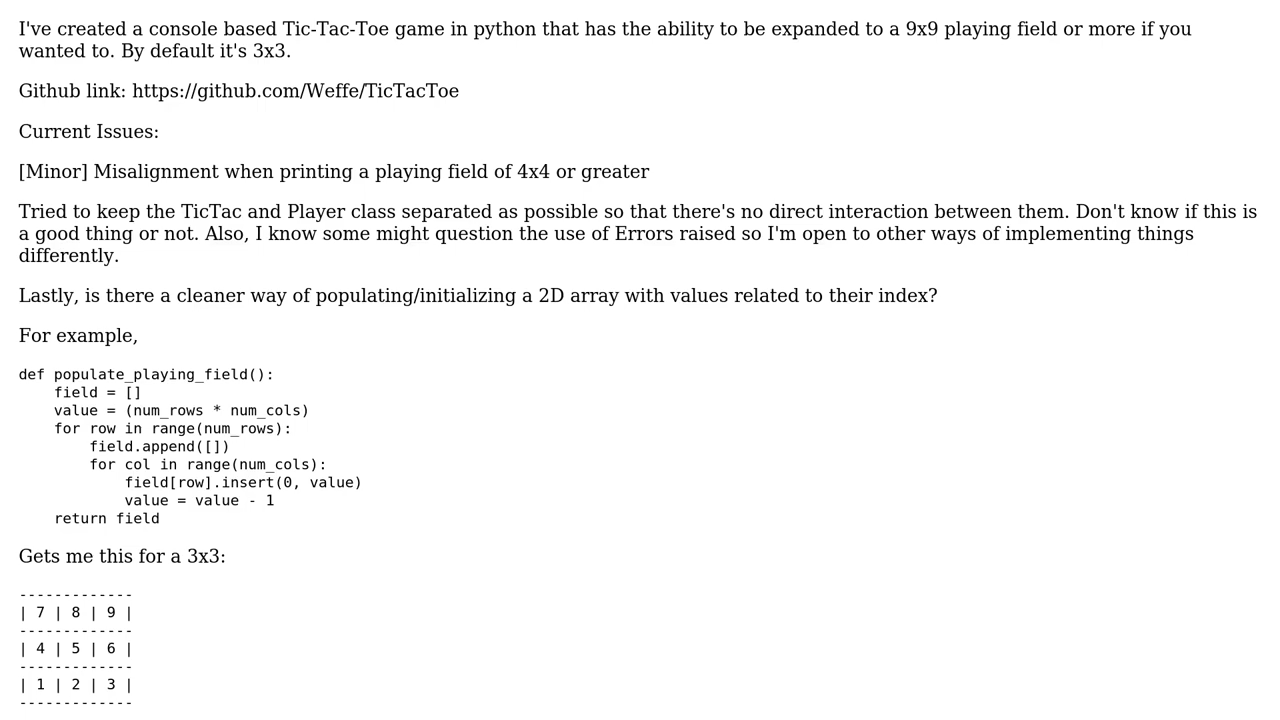 I've created a console based Tic-Tac-Toe game in python that has the ability to be expanded to a 9x9 playing field or more if you
wanted to. By default it's 3x3.
Github link: https://github.com/Weffe/TicTacToe
Current Issues:
[Minor] Misalignment when printing a playing field of 4x4 or greater
Tried to keep the TicTac and Player class separated as possible so that there's no direct interaction between them. Don't know if this is
a good thing or not. Also, I know some might question the use of Errors raised so I'm open to other ways of implementing things
differently.
Lastly, is there a cleaner way of populating/initializing a 2D array with values related to their index?
For example,
def populate_playing_field():
    field = []
    value = (num_rows * num_cols)
    for row in range(num_rows):
        field.append([])
        for col in range(num_cols):
            field[row].insert(0, value)
            value = value - 1
    return field
Gets me this for a 3x3:
-------------
| 7 | 8 | 9 |
-------------
| 4 | 5 | 6 |
-------------
| 1 | 2 | 3 |
-------------